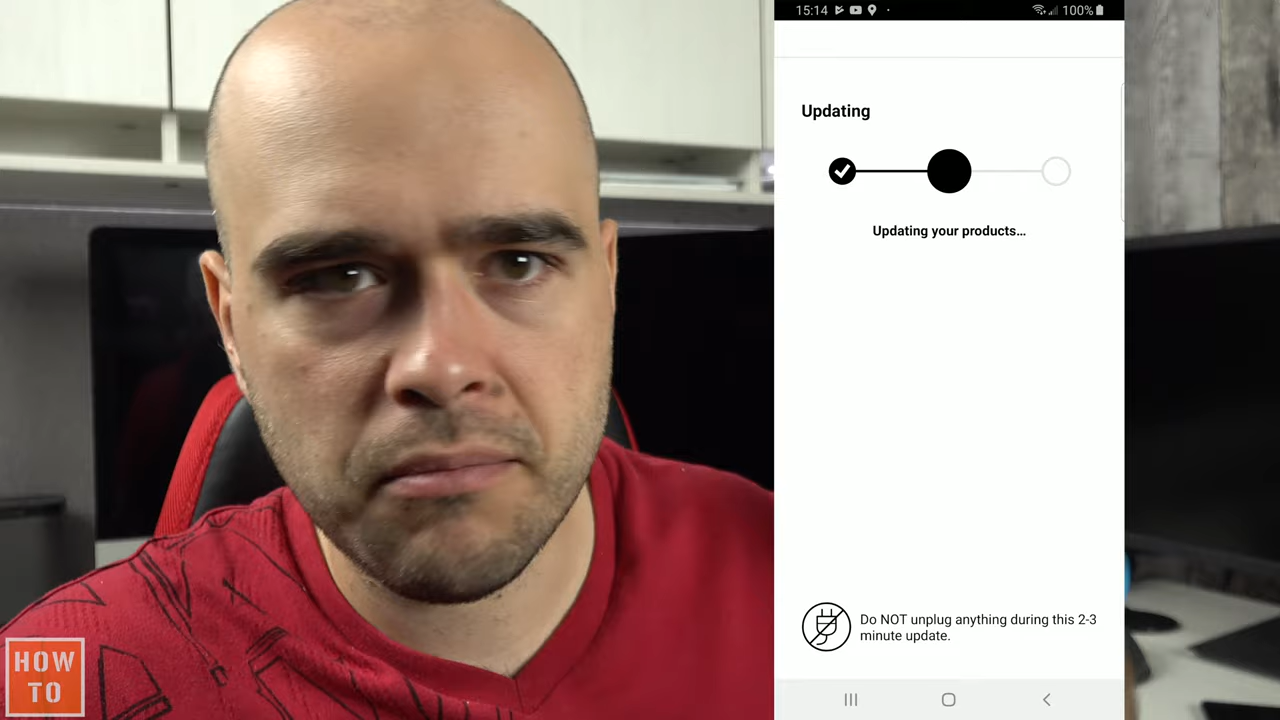 15:14
100%
Updating
Updating your products...
Do NOT unplug anything during this 2-3
minute update.
HOW
TO